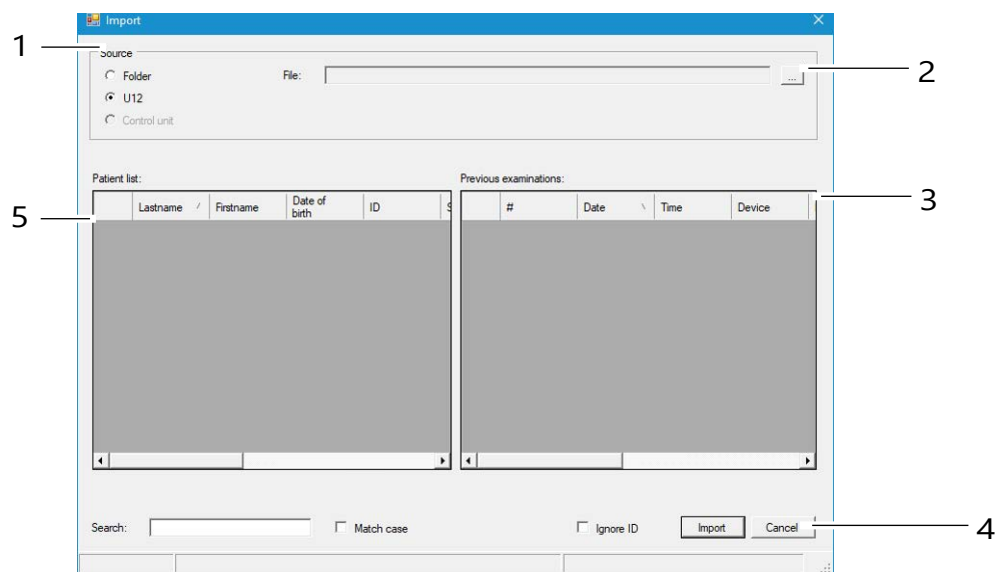 Import
1
Source
Folder
File:
...
2
U12
Control unit
Patient list:
Previous examinations:
Lastname
Firstname
Date of
birth
ID
S
#
Date
Time
Device
3
5
Search:
Match case
Ignore ID
Import
Cancel
4